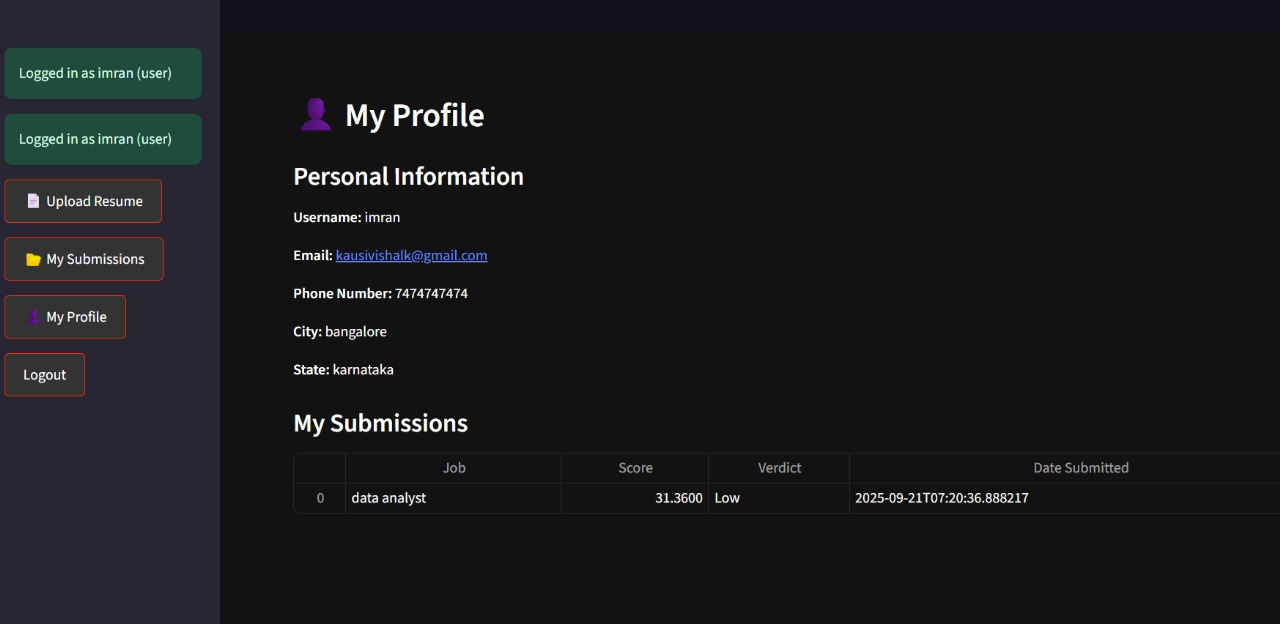 Logged in as imran (user)
Logged in as imran (user)
Upload Resume
My Submissions
My Profile
Logout
My Profile
Personal Information
Username: imran
Email: kausivishalk@gmail.com
Phone Number: 7474747474
City: bangalore
State: karnataka
My Submissions
Job Score Verdict Date Submitted
0 data analyst 31.3600 Low 2025-09-21T07:20:36.888217